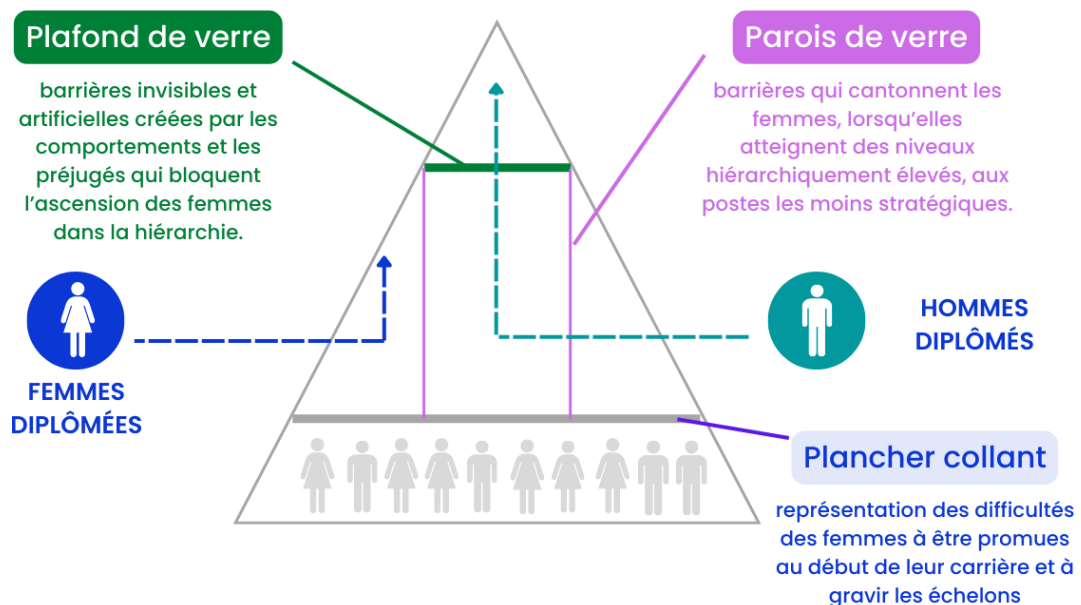 Plafond de verre
barrières invisibles et
artificielles créées par les
comportements et les
préjugés qui bloquent
l'ascension des femmes
dans la hiérarchie.
Parois de verre
barrières qui cantonnent les
femmes, lorsqu'elles
atteignent des niveaux
hiérarchiquement élevés, aux
postes les moins stratégiques.
FEMMES
DIPLÔMÉES
HOMMES
DIPLÔMÉS
Plancher collant
représentation des difficultés
des femmes à être promues
au début de leur carrière et à
gravir les échelons